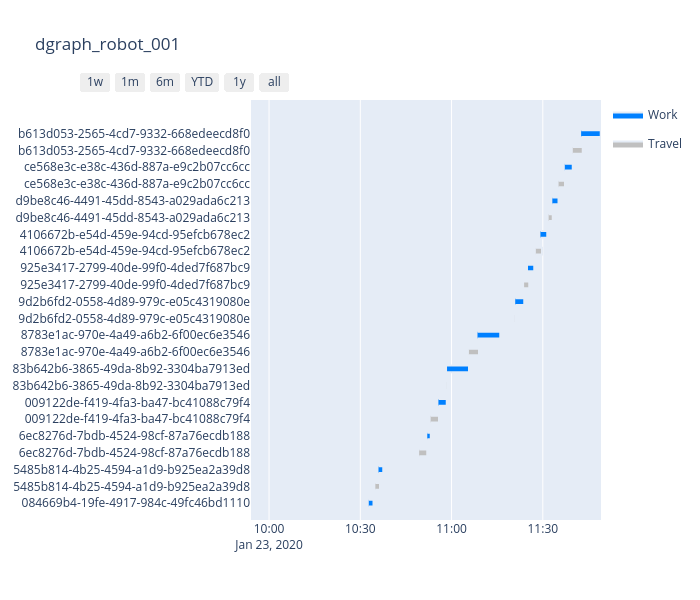 dgraph_robot_001
1w 1m 6m YTD 1y all
Work
Travel
b613d053-2565-4cd7-9332-668edeecd8f0
b613d053-2565-4cd7-9332-668edeecd8f0
ce568e3c-e38c-436d-887a-e9c2b07cc6cc
ce568e3c-e38c-436d-887a-e9c2b07cc6cc
d9be8c46-4491-45dd-8543-a029ada6c213
d9be8c46-4491-45dd-8543-a029ada6c213
4106672b-e54d-459e-94cd-95efcb678ec2
4106672b-e54d-459e-94cd-95efcb678ec2
925e3417-2799-40de-99f0-4ded7f687bc9
925e3417-2799-40de-99f0-4ded7f687bc9
9d2b6fd2-0558-4d89-979c-e05c4319080e
9d2b6fd2-0558-4d89-979c-e05c4319080e
8783e1ac-970e-4a49-a6b2-6f00ec6e3546
8783e1ac-970e-4a49-a6b2-6f00ec6e3546
83b642b6-3865-49da-8b92-3304ba7913ed
83b642b6-3865-49da-8b92-3304ba7913ed
009122de-f419-4fa3-ba47-bc41088c79f4
009122de-f419-4fa3-ba47-bc41088c79f4
6ec8276d-7bdb-4524-98cf-87a76ecdb188
6ec8276d-7bdb-4524-98cf-87a76ecdb188
5485b814-4b25-4594-a1d9-b925ea2a39d8
5485b814-4b25-4594-a1d9-b925ea2a39d8
084669b4-19fe-4917-984c-49fc46bd1110
10:00 10:30 11:00 11:30
Jan 23, 2020